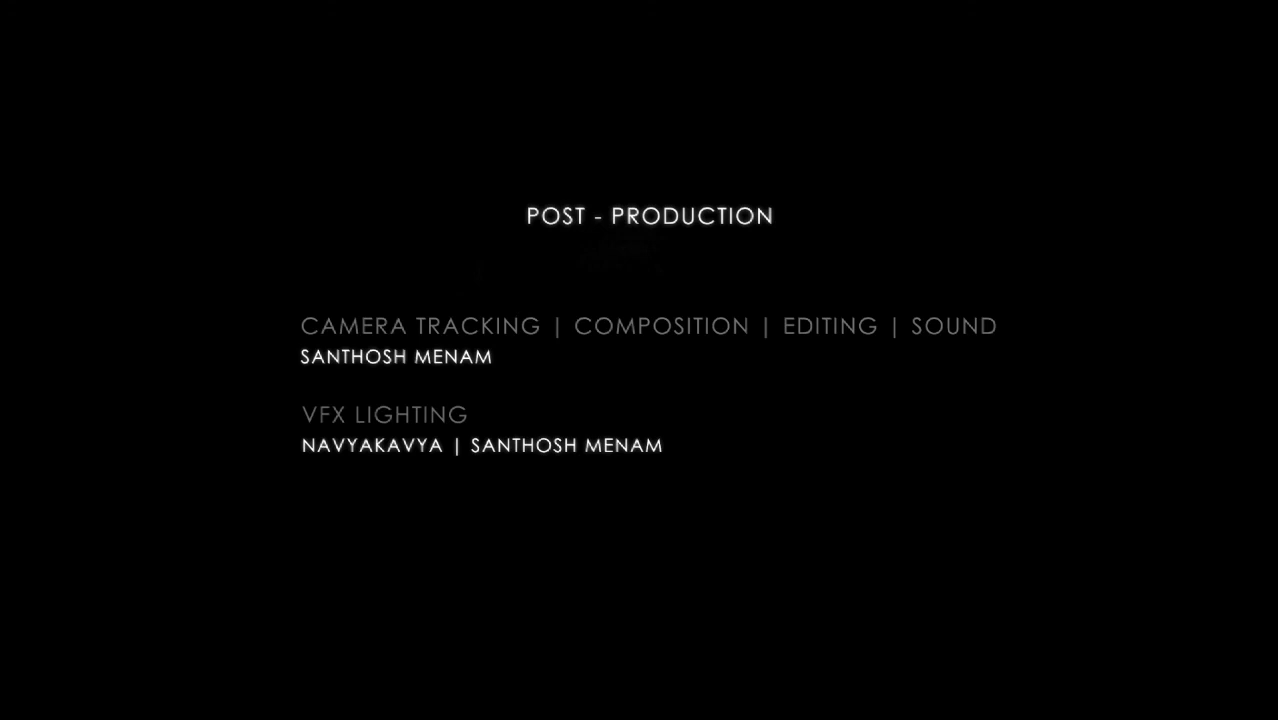 POST - PRODUCTION
CAMERA TRACKING | COMPOSITION | EDITING | SOUND
SANTHOSH MENAM
VFX LIGHTING
NAVYAKAVYA | SANTHOSH MENAM